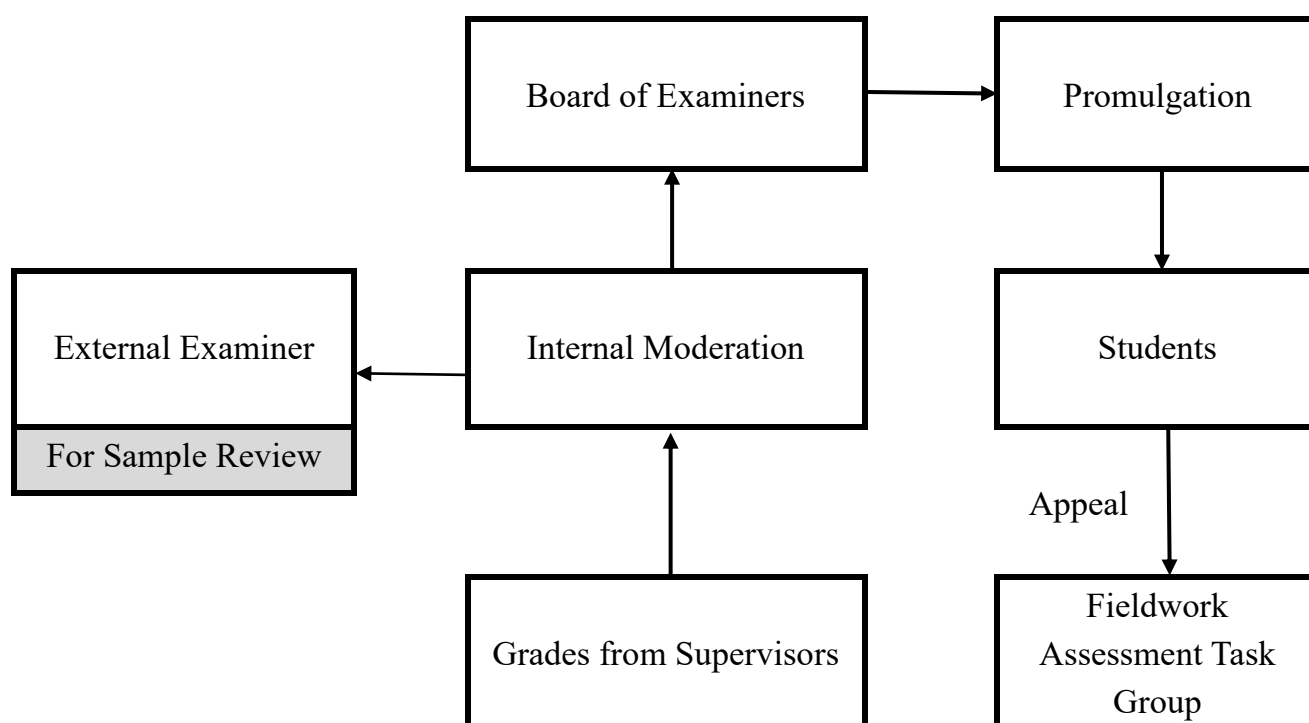 Board of Examiners
Promulgation
External Examiner
Internal Moderation
Students
For Sample Review
Appeal
Grades from Supervisors
Fieldwork
Assessment Task
Group